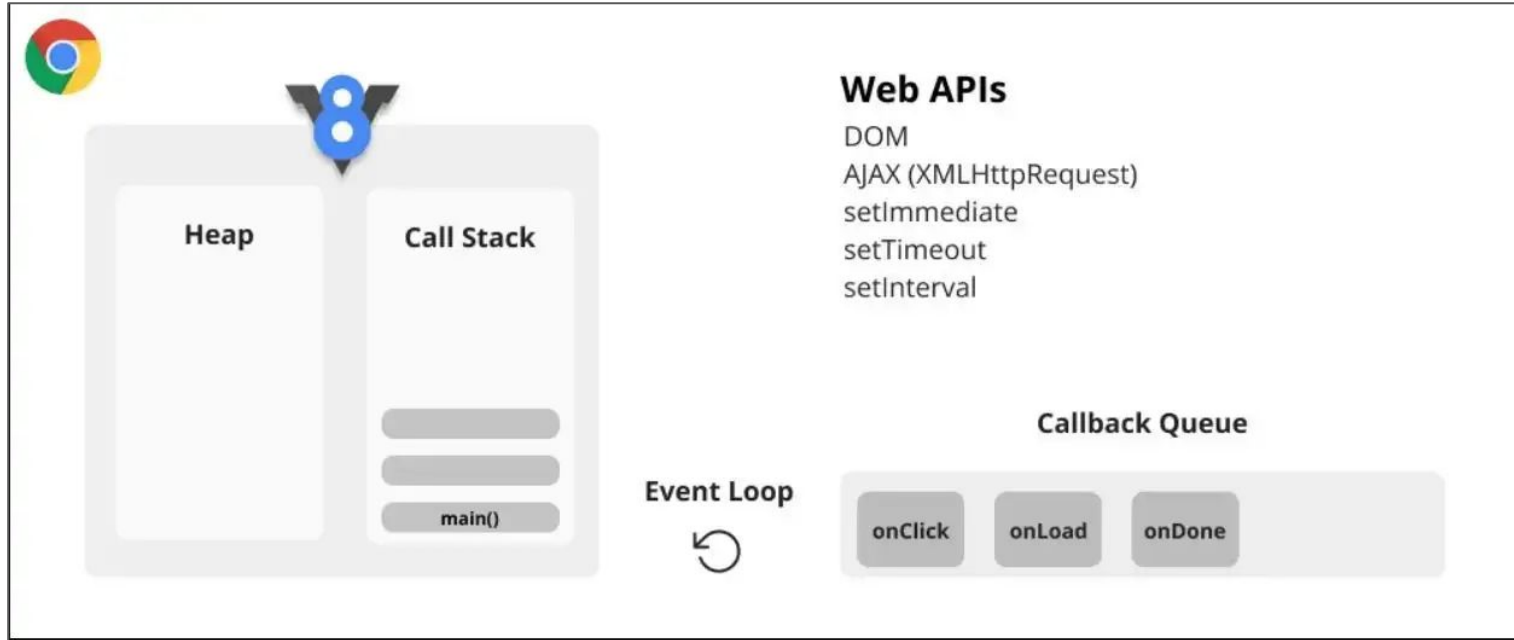 Heap
Call Stack
main()
Web APIs
DOM
AJAX (XMLHttpRequest)
setImmediate
setTimeout
setInterval
Event Loop
Callback Queue
onClick
onLoad
onDone